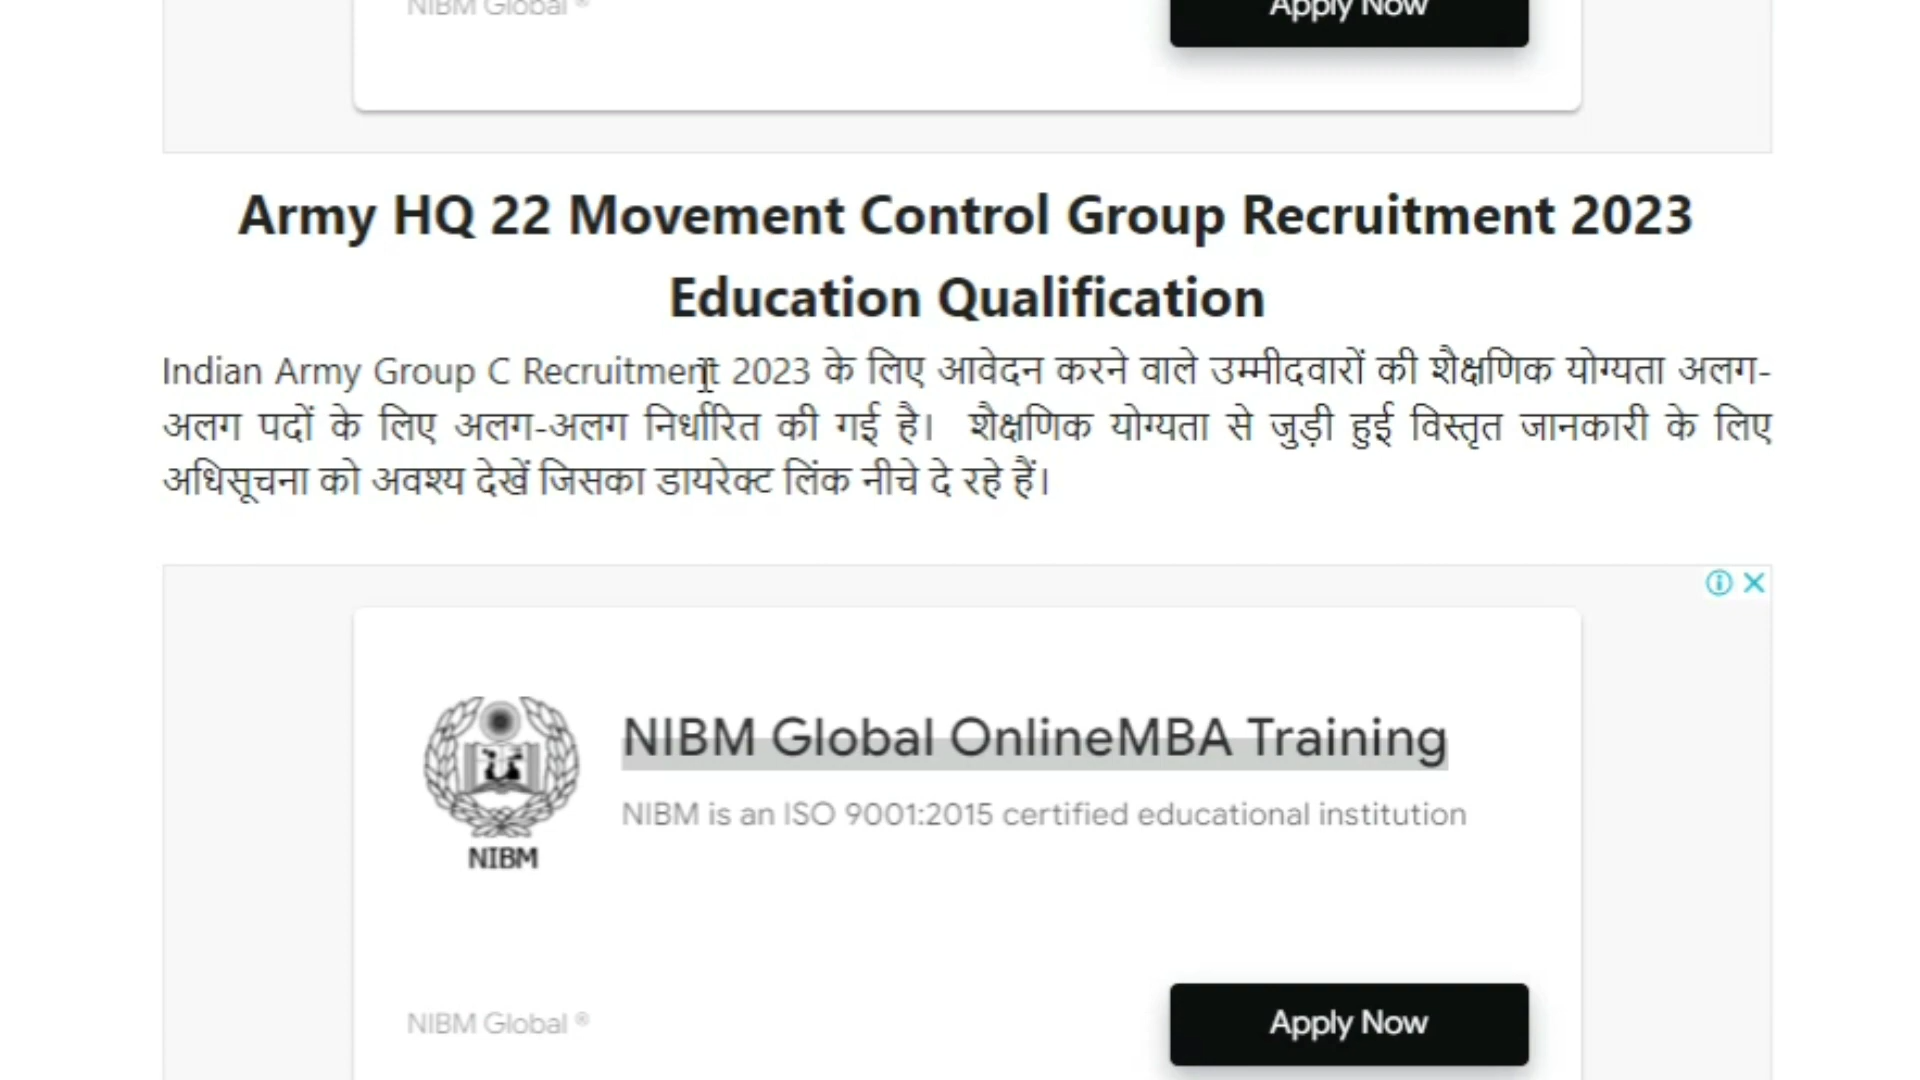 NIBM Global ®
Apply Now
Army HQ 22 Movement Control Group Recruitment 2023
Education Qualification
Indian Army Group C Recruitment 2023 के लिए आवेदन करने वाले उम्मीदवारों की शैक्षणिक योग्यता अलग-
अलग पदों के लिए अलग-अलग निर्धारित की गई है। शैक्षणिक योग्यता से जुड़ी हुई विस्तृत जानकारी के लिए
अधिसूचना को अवश्य देखें जिसका डायरेक्ट लिंक नीचे दे रहे हैं।
NIBM Global OnlineMBA Training
NIBM is an ISO 9001:2015 certified educational institution
NIBM
NIBM Global ®
Apply Now